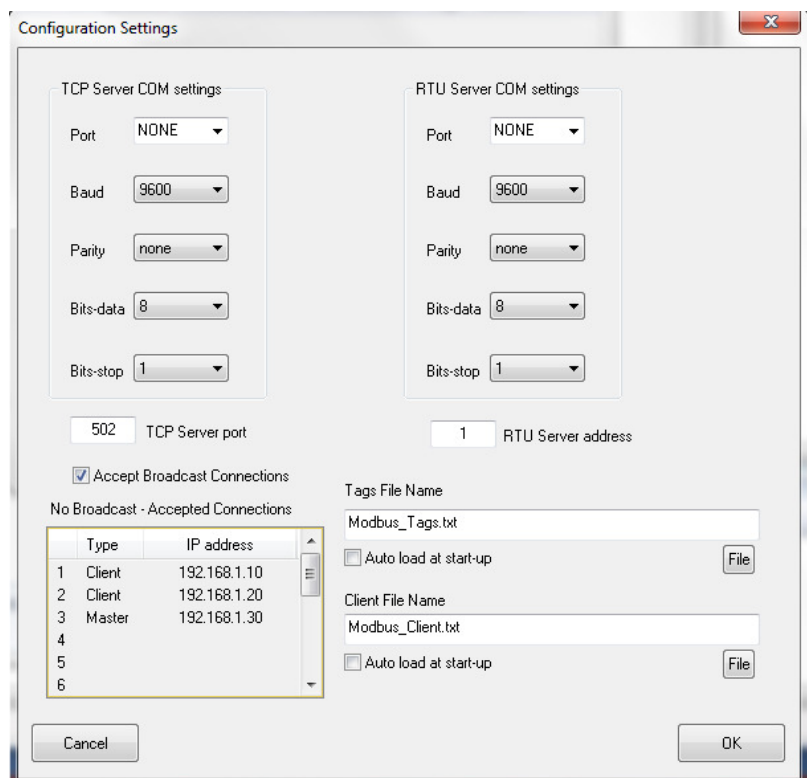 Configuration Settings
TCP Server COM settings
Port NONE
Baud 9600
Parity none
Bits-data 8
Bits-stop 1
502 TCP Server port
Accept Broadcast Connections
No Broadcast - Accepted Connections
Type IP address
1 Client 192.168.1.10
2 Client 192.168.1.20
3 Master 192.168.1.30
4
5
6
RTU Server COM settings
Port NONE
Baud 9600
Parity none
Bits-data 8
Bits-stop 1
1 RTU Server address
Tags File Name
Modbus_Tags.txt
Auto load at start-up File
Client File Name
Modbus_Client.txt
Auto load at start-up File
Cancel OK